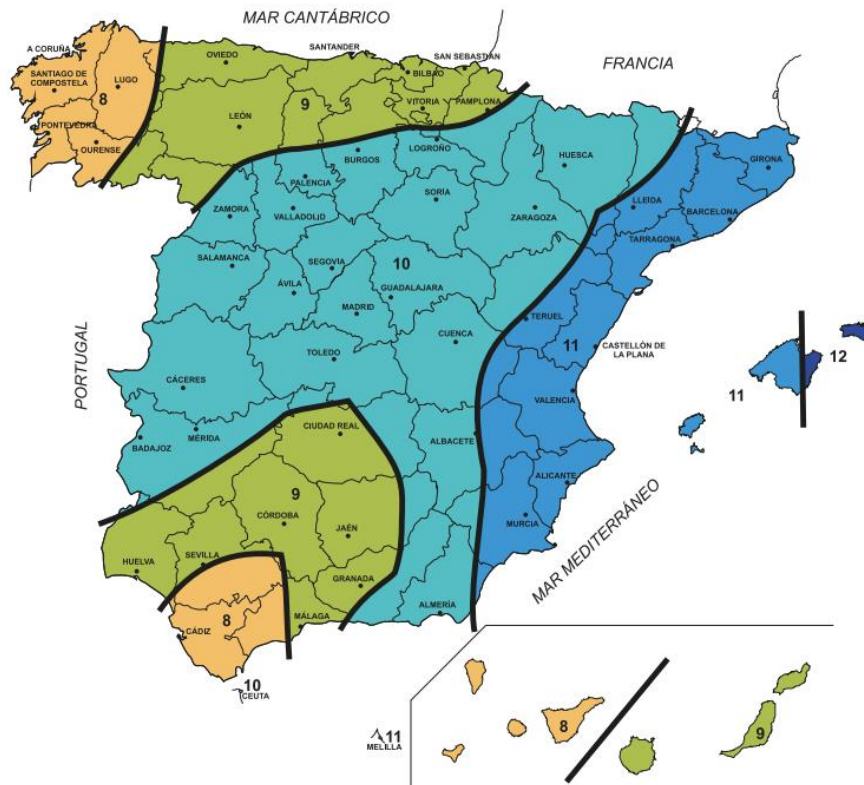 MAR CANTÁBRICO
A CORUÑA
OVIEDO
SANTANDER
SAN SEBASTIÁN
FRANCIA
SANTIAGO DE
COMPOSTELA
LUGO
8
BILBAO
9
VITORIA
PAMPLONA
LEÓN
PONTEVEDRA
OURENSE
LOGROÑO
BURGOS
HUESCA
GIRONA
PALENCIA
SORÍA
LLEIDA
ZAMORA
VALLADOLID
ZARAGOZA
BARCELONA
TARRAGONA
SALAMANCA
SEGOVIA
10
ÁVILA
GUADALAJARA
MADRID
TERUEL
PORTUGAL
CUENCA
11
CASTELLÓN DE
LA PLANA
12
TOLEDO
CÁCERES
11
VALENCIA
MÉRIDA
BADAJOZ
CIUDAD REAL
ALBACETE
ALICANTE
9
CÓRDOBA
MURCIA
JAÉN
MAR MEDITERRÁNEO
SEVILLA
HUELVA
GRANADA
ALMERÍA
8
CÁDIZ
MÁLAGA
10
CEUTA
11
MELILLA
8
9